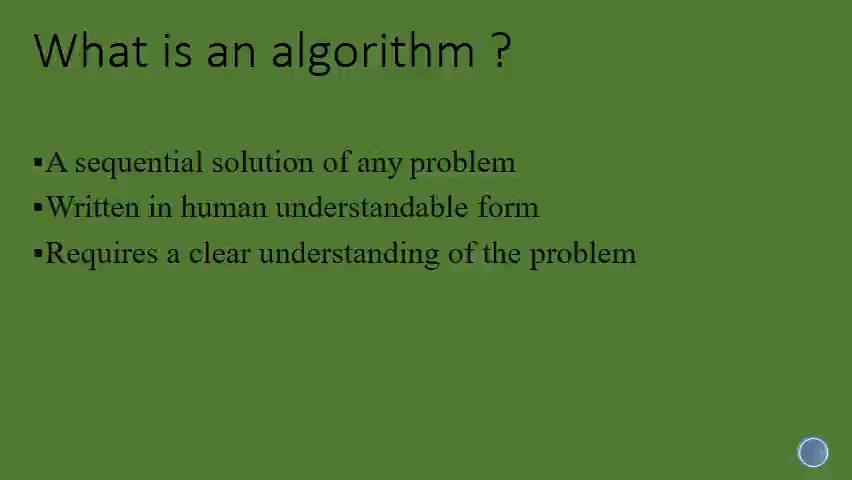 What is an algorithm ?
▪A sequential solution of any problem
▪Written in human understandable form
▪Requires a clear understanding of the problem